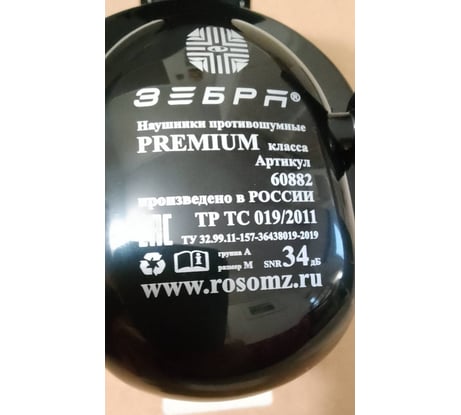 ЗЕБРА®
Наушники противошумные
PREMIUM класса
Артикул
60882
произведено в РОССИИ
ЕАС ТР ТС 019/2011
ТУ 32.99.11-157-36438019-2019
группа А
размер М SNR 34 дБ
www.rosomz.ru